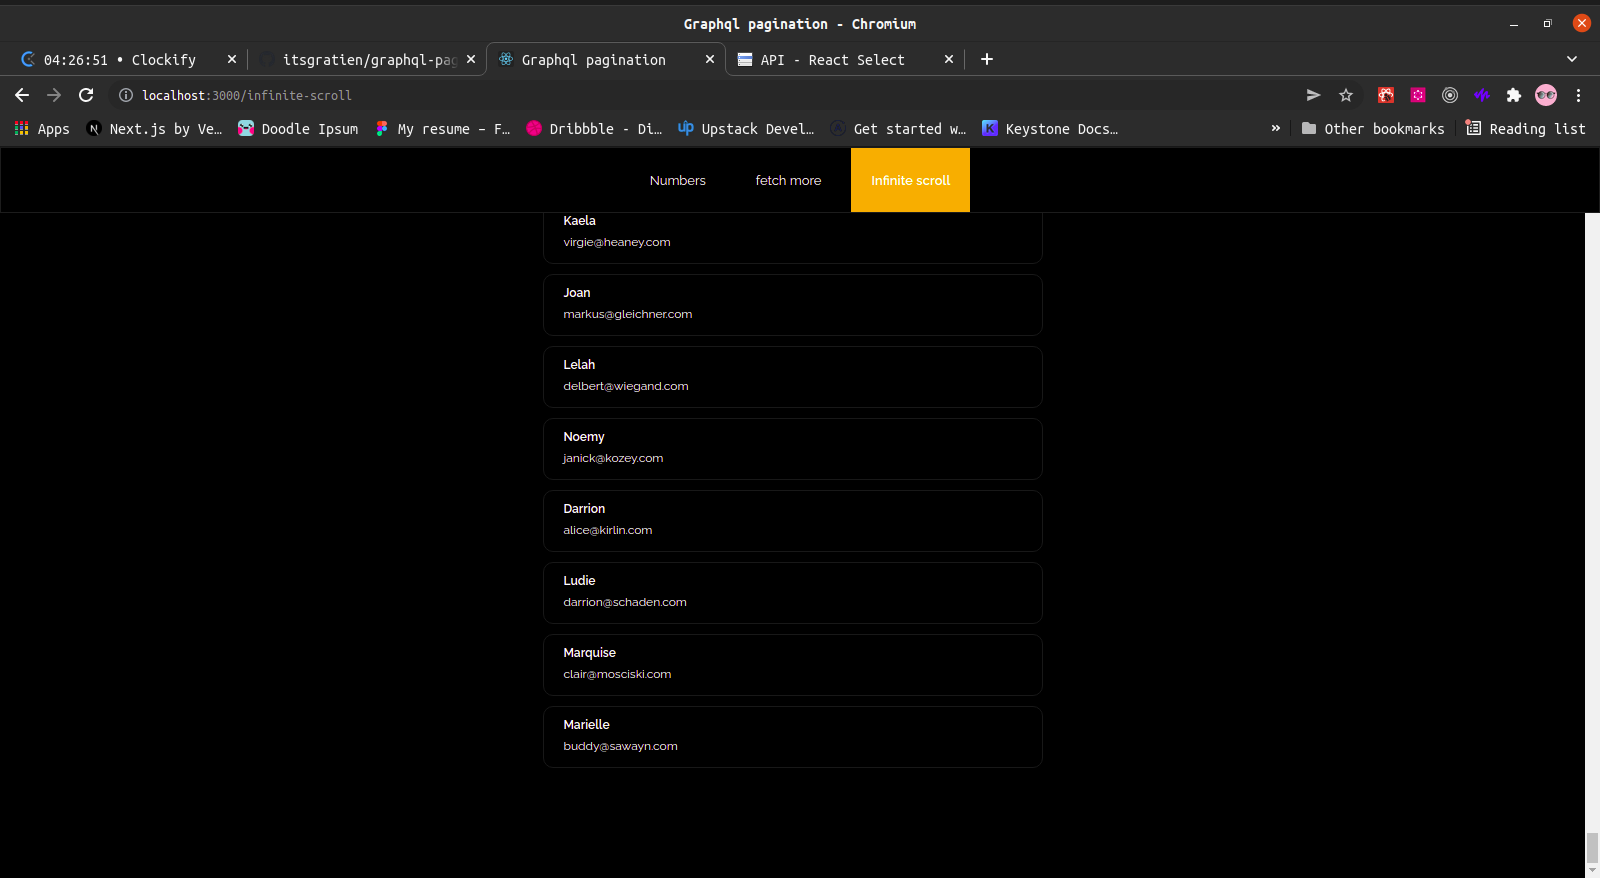 Graphql pagination - Chromium
04:26:51 • Clockify
itsgratien/graphql-pag
Graphql pagination
API - React Select
localhost:3000/infinite-scroll
Apps
Next.js by Ve…
Doodle Ipsum
My resume – F…
Dribbble - Di…
Upstack Devel…
Get started w…
Keystone Docs…
»
Other bookmarks
Reading list
Numbers
fetch more
Infinite scroll
Kaela
virgie@heaney.com
Joan
markus@gleichner.com
Lelah
delbert@wiegand.com
Noemy
janick@kozey.com
Darrion
alice@kirlin.com
Ludie
darrion@schaden.com
Marquise
clair@mosciski.com
Marielle
buddy@sawayn.com